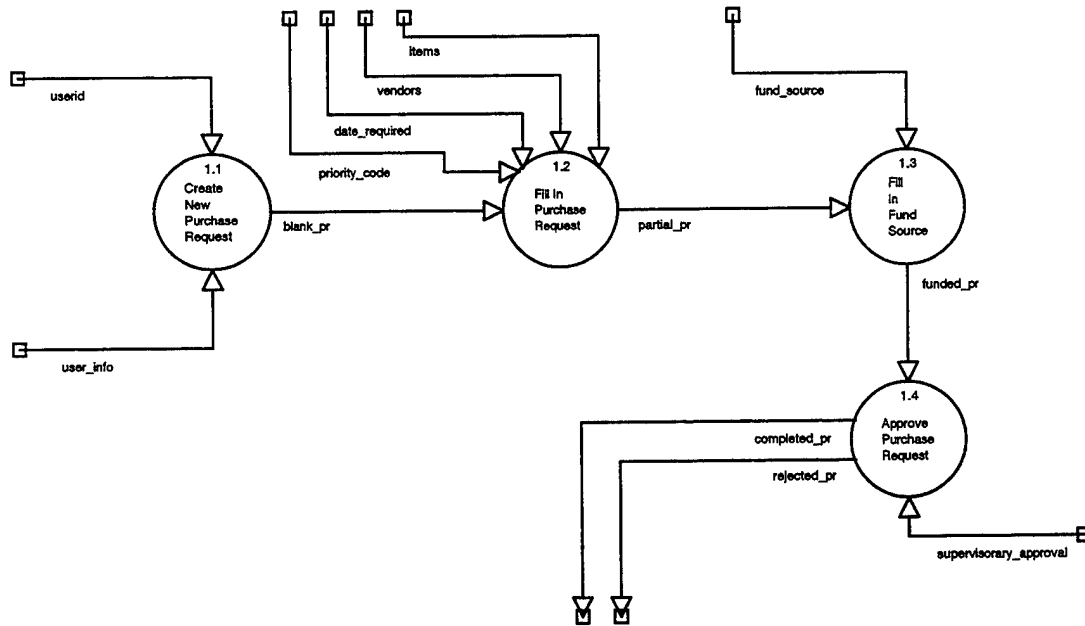 items
userid
vendors
fund_source
date_required
priority_code
1.1
Create
New
Purchase
Request
blank_pr
1.2
Fill In
Purchase
Request
partial_pr
1.3
Fill
In
Fund
Source
funded_pr
user_info
1.4
Approve
Purchase
Request
completed_pr
rejected_pr
supervisorary_approval